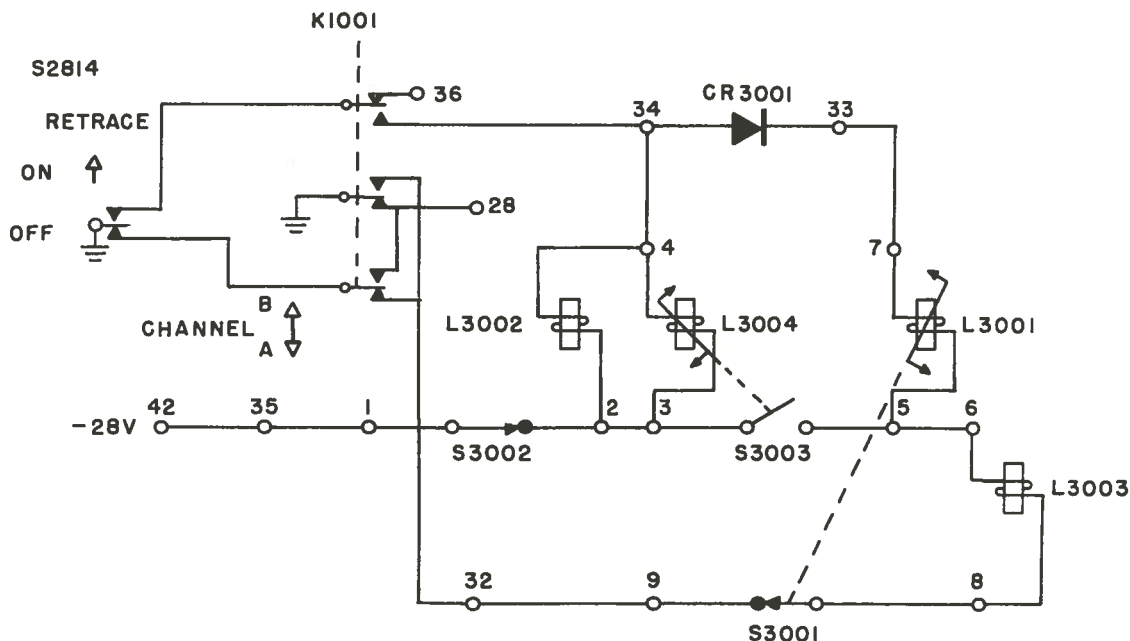 K1001
S2814
36
CR3001
34
33
RETRACE
ON
28
OFF
4
7
B
CHANNEL
A
L3002
L3004
L3001
-28V
42
35
1
2
3
5
6
S3002
S3003
L3003
32
9
8
S3001